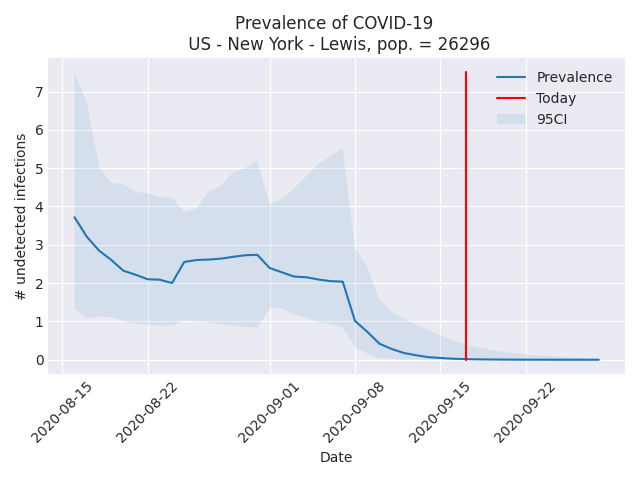 Prevalence of COVID-19
US - New York - Lewis, pop. = 26296
Prevalence
Today
95CI
# undetected infections
7
6
5
4
3
2
1
0
2020-08-15
2020-08-22
2020-09-01
2020-09-08
2020-09-15
2020-09-22
Date